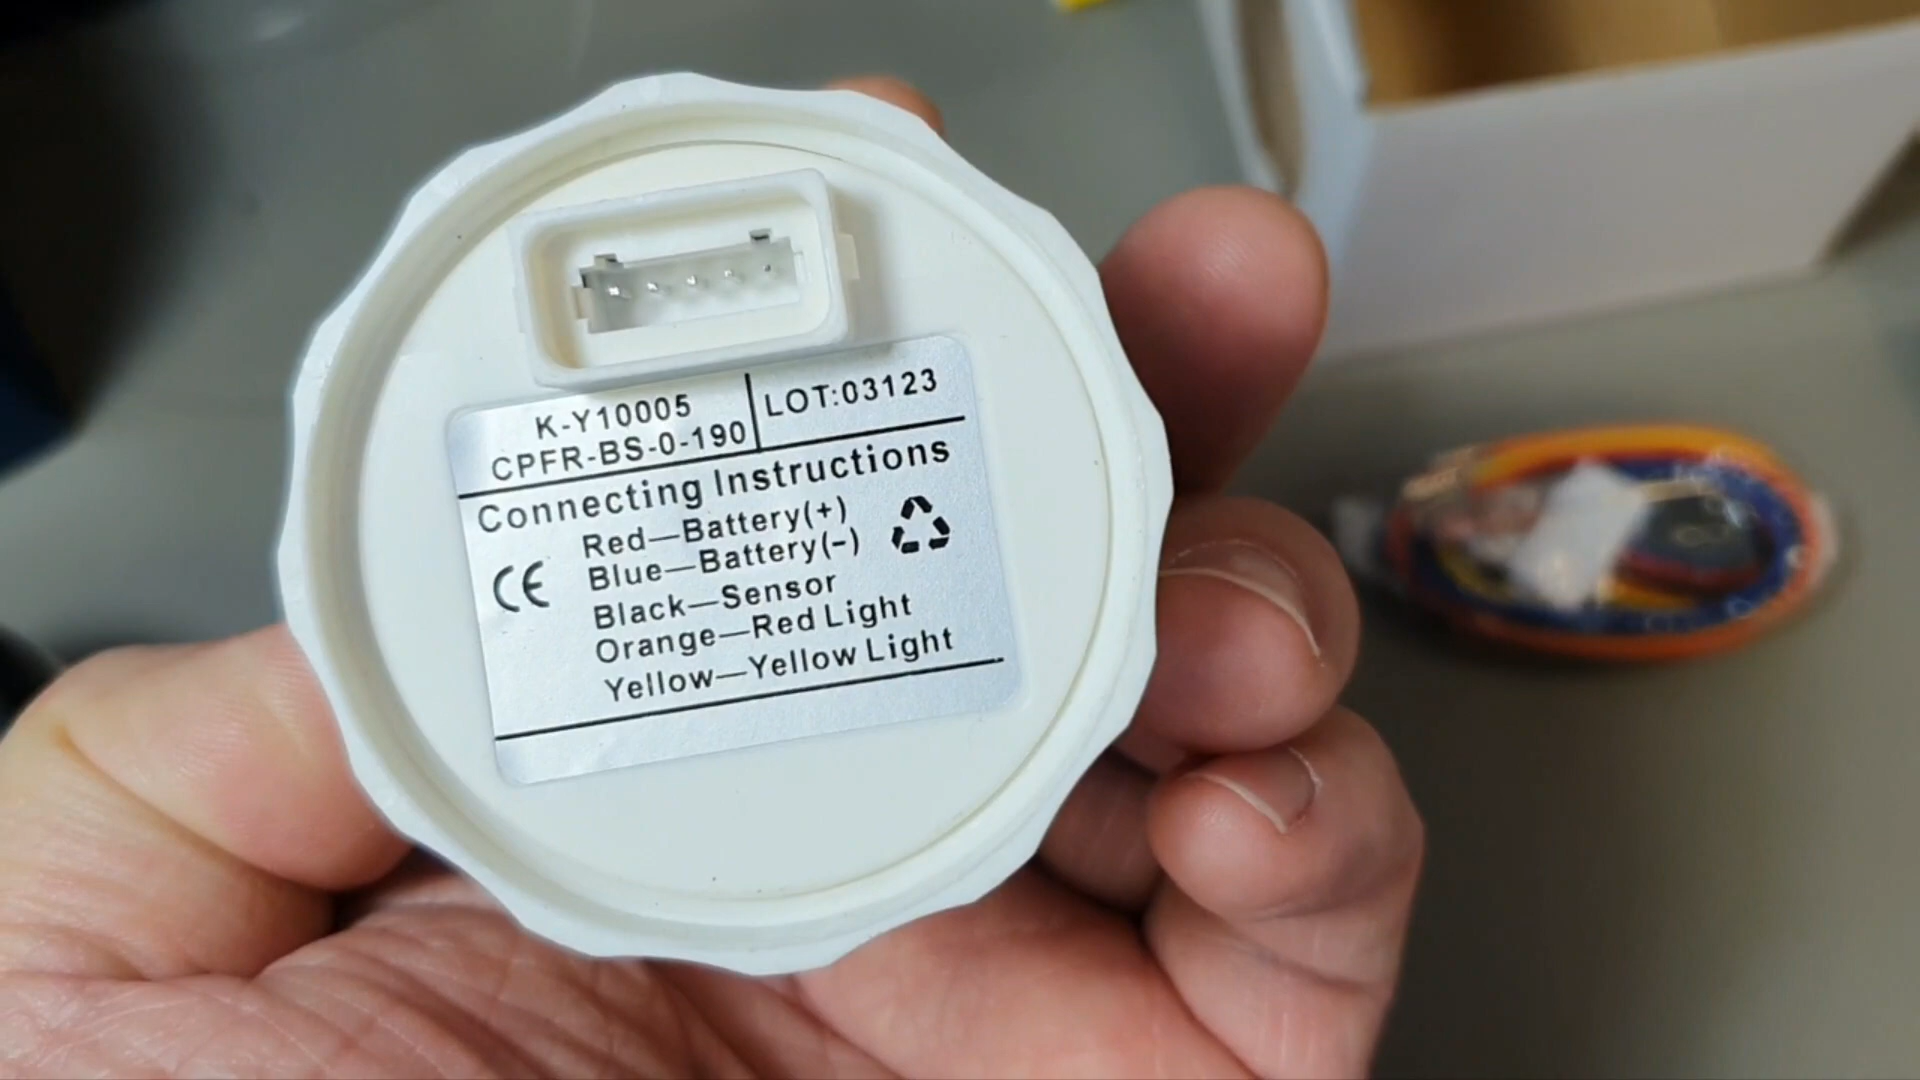 K-Y10005
CPFR-BS-0-190
LOT:03123
Connecting Instructions
Red—Battery(+)
Blue—Battery(-)
CE
Black—Sensor
Orange—Red Light
Yellow—Yellow Light